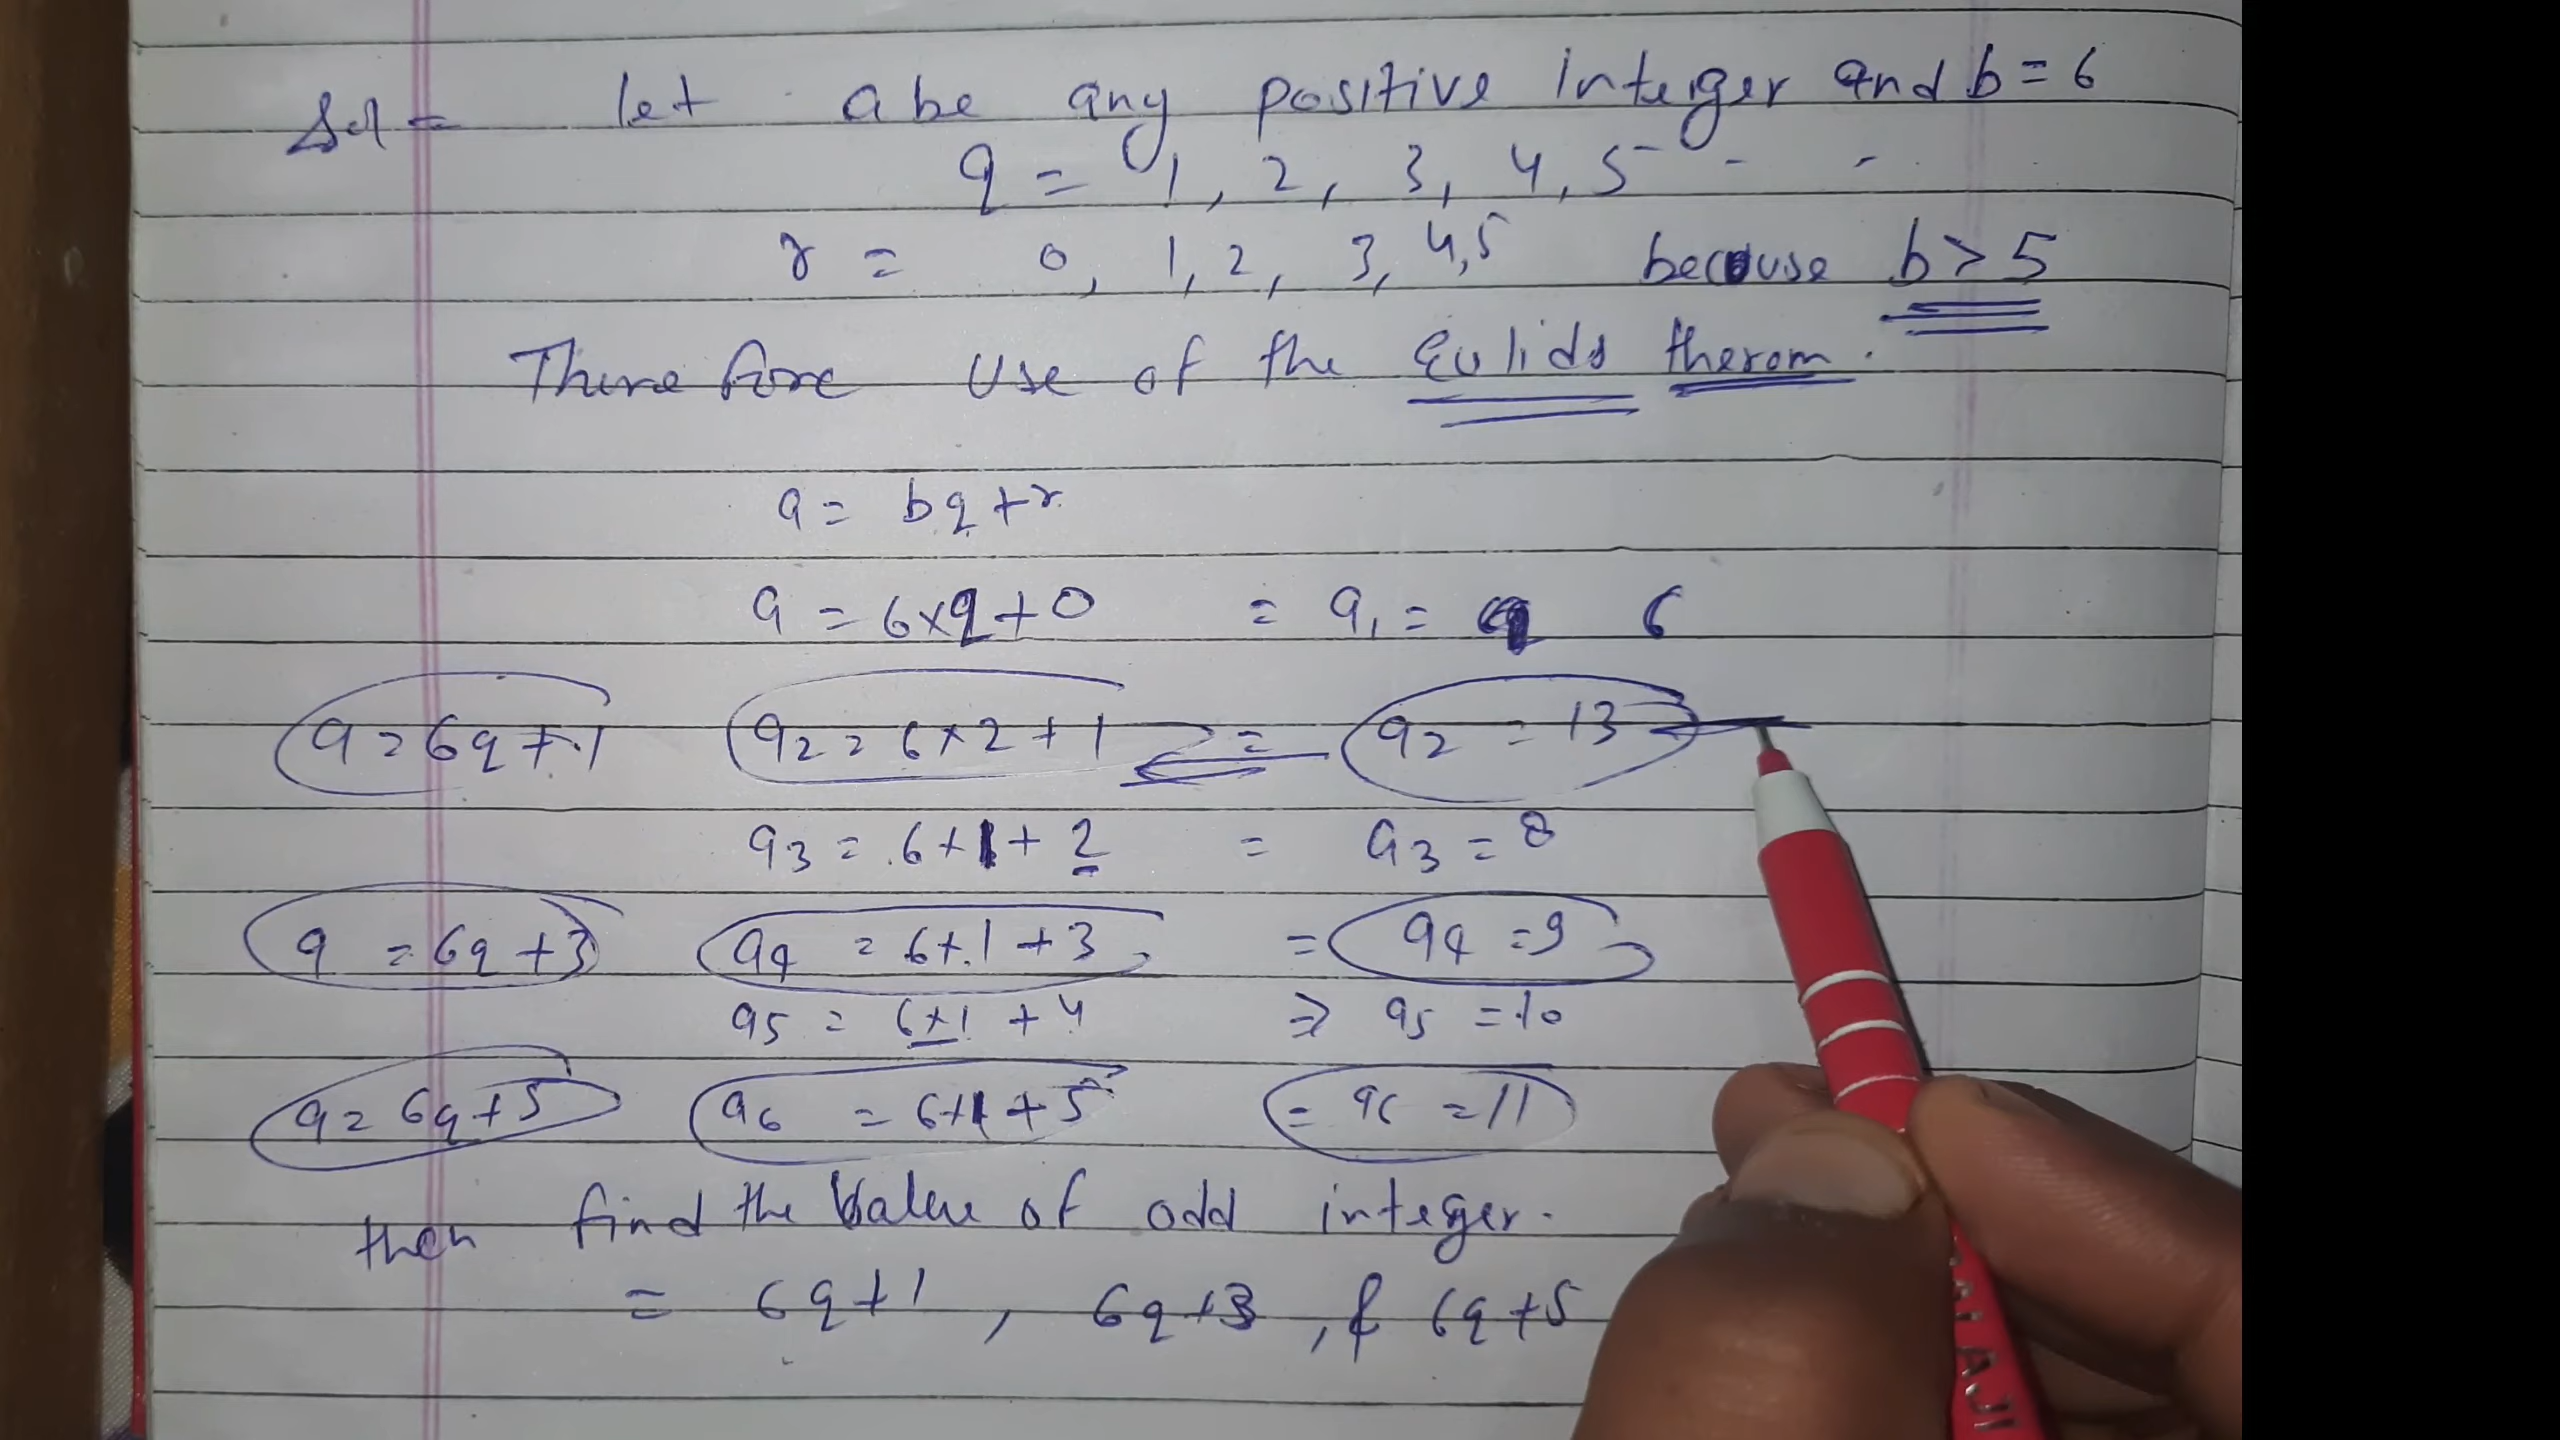 Sol = let a be any positive interger and b = 6
q = 1, 2, 3, 4, 5 - -
r = 0, 1, 2, 3, 4, 5 because b > 5
There fore use of the Eulids therom.
a = bq + r
a = 6×q + 0 = a1 = 6
a = 6q + 1 a2 = 6×2 + 1 = a2 = 13
a3 = 6×1 + 2 = a3 = 8
a = 6q + 3 a4 = 6×1 + 3 = a4 = 9
a5 = 6×1 + 4 ⇒ a5 = 10
a = 6q + 5 a6 = 6×1 + 5 = a6 = 11
then find the Value of odd integer.
= 6q + 1, 6q + 3, & 6q + 5
AJI